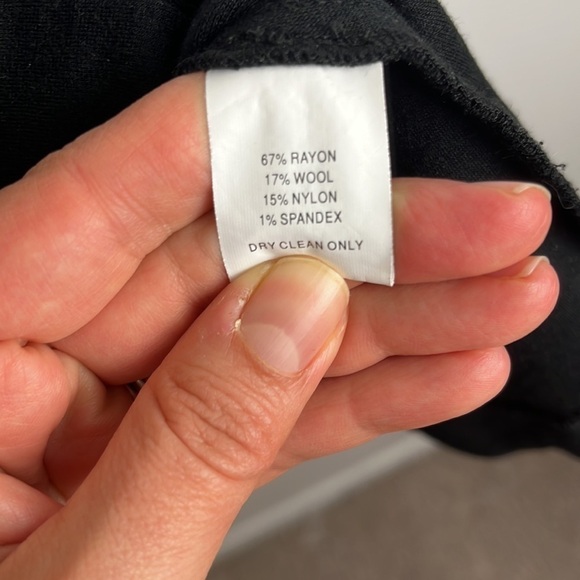 67% RAYON
17% WOOL
15% NYLON
1% SPANDEX
DRY CLEAN ONLY